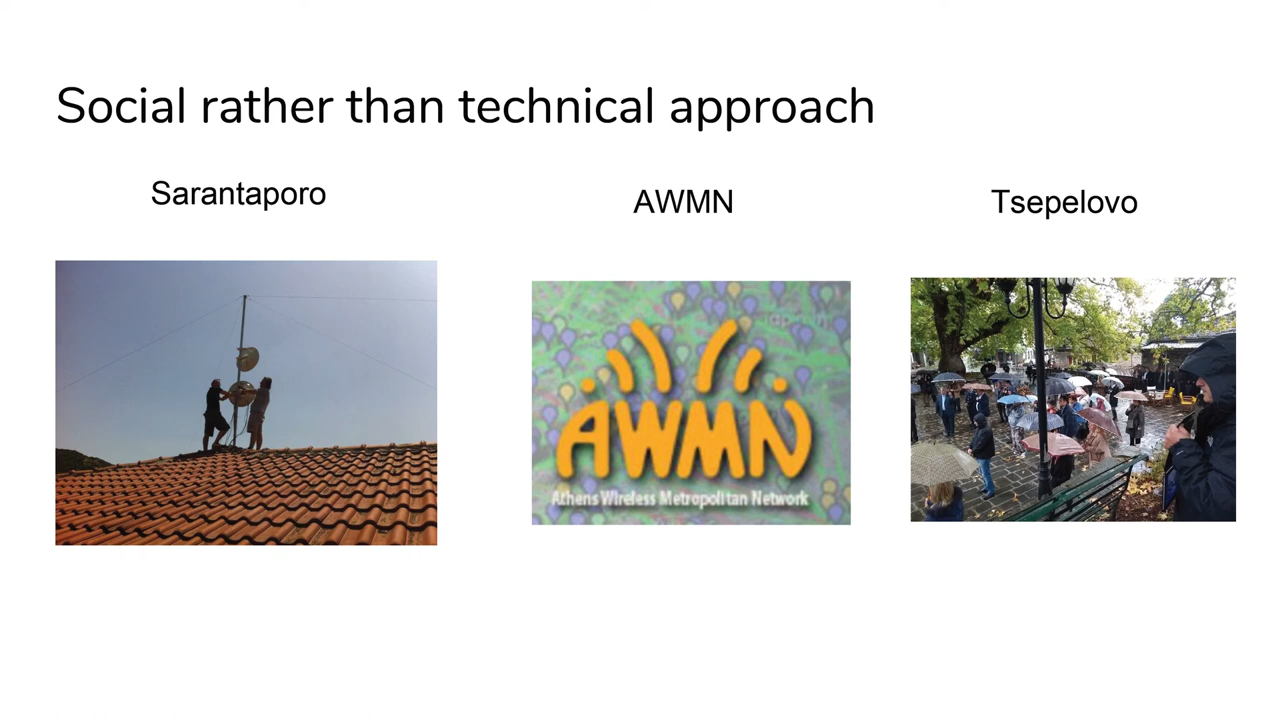 Social rather than technical approach
Sarantaporo
AWMN
Tsepelovo
AWMN
Athens Wireless Metropolitan Network